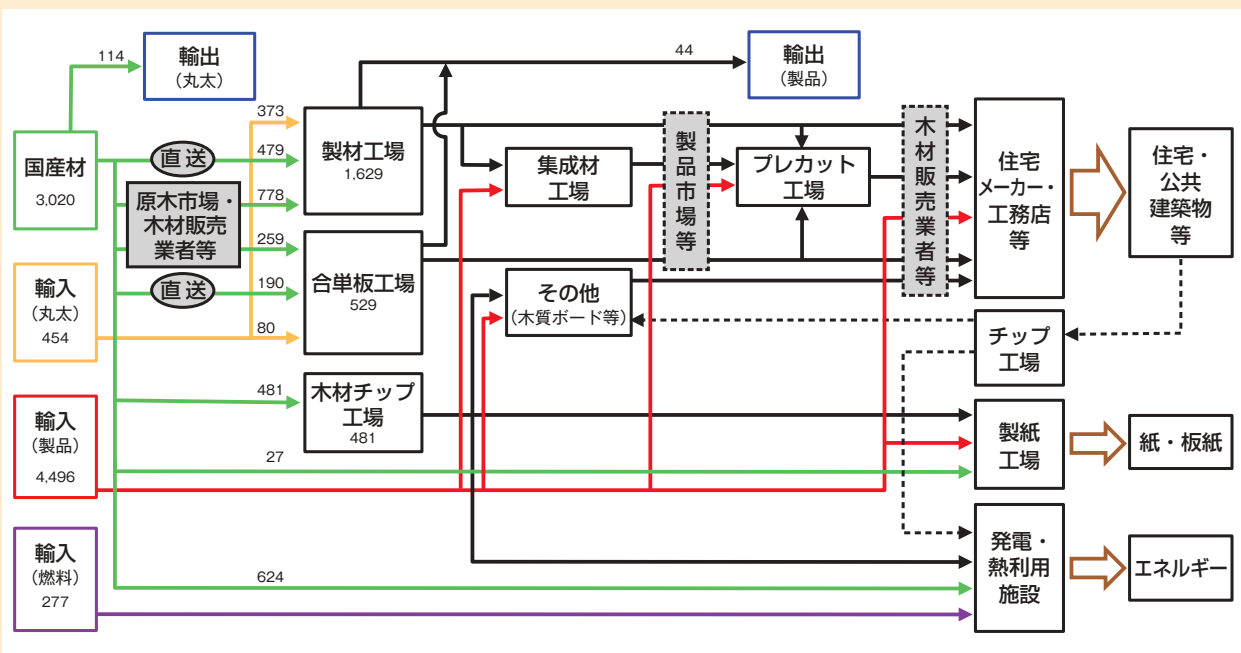 114
輸出
(丸太)
44
輸出
(製品)
国産材
3,020
直送
原木市場・
木材販売
業者等
直送
373
479
778
259
190
80
製材工場
1,629
合単板工場
529
集成材
工場
製品市場等
プレカット
工場
木材販売業者等
住宅
メーカー・
工務店
等
住宅・
公共
建築物
等
輸入
(丸太)
454
その他
(木質ボード等)
チップ
工場
481
木材チップ
工場
481
輸入
(製品)
4,496
27
製紙
工場
紙・板紙
輸入
(燃料)
277
624
発電・
熱利用
施設
エネルギー